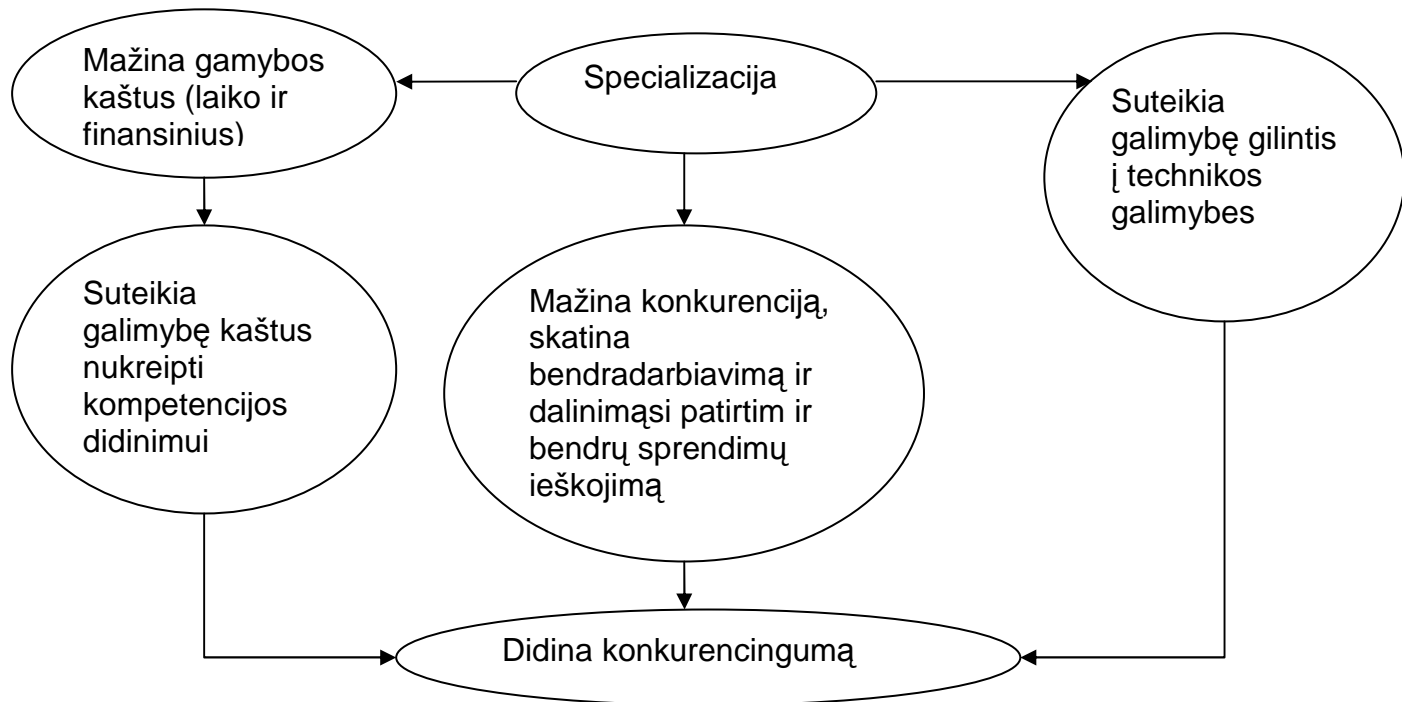 Mažina gamybos
kaštus (laiko ir
finansinius)
Specializacija
Suteikia
galimybę gilintis
į technikos
galimybes
Suteikia
galimybę kaštus
nukreipti
kompetencijos
didinimui
Mažina konkurenciją,
skatina
bendradarbiavimą ir
dalinimąsi patirtim ir
bendrų sprendimų
ieškojimą
Didina konkurencingumą